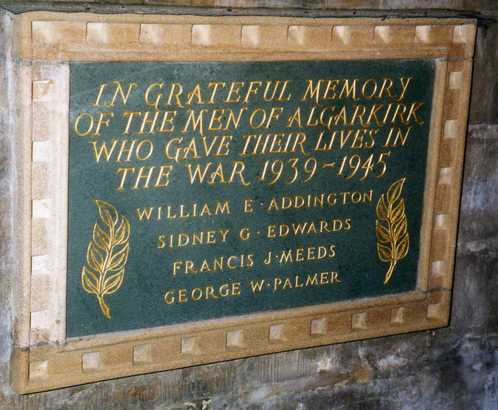 IN GRATEFUL MEMORY
OF THE MEN OF ALGARKIRK
WHO GAVE THEIR LIVES IN
THE WAR 1939-1945
WILLIAM E·ADDINGTON
SIDNEY G·EDWARDS
FRANCIS J·MEEDS
GEORGE W·PALMER